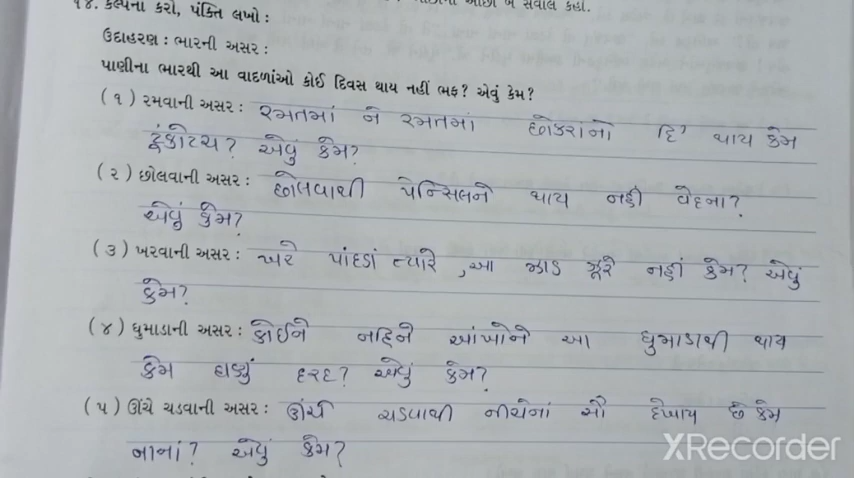 ૧૪. કલ્પના કરો, પંક્તિ લખો :
ઉદાહરણ : ભારની અસર :
પાણીના ભારથી આ વાદળાંઓ કોઈ દિવસ થાય નહીં ભફ? એવું કેમ?
(૧) રમવાની અસર : રમતમાં ને રમતમાં છોકરાંનો દિ' થાય કેમ
ટૂંકોટચ? એવું કેમ?
(૨) છોલવાની અસર : છોલવાથી પેન્સિલને થાય નહીં વેદના?
એવું કેમ?
(૩) ખરવાની અસર : ખરે પાંદડાં ત્યારે, આ ઝાડ ઝૂરે નહીં કેમ? એવું
કેમ?
(૪) ધુમાડાની અસર : કોઈને નહિને આંખોને આ ધુમાડાથી થાય
કેમ દરદ? એવું કેમ?
(૫) ઊંચે ચડવાની અસર : ઊંચે ચડવાથી નીચેનાં સૌ દેખાય છે કેમ
નાનાં? એવું કેમ?
XRecorder